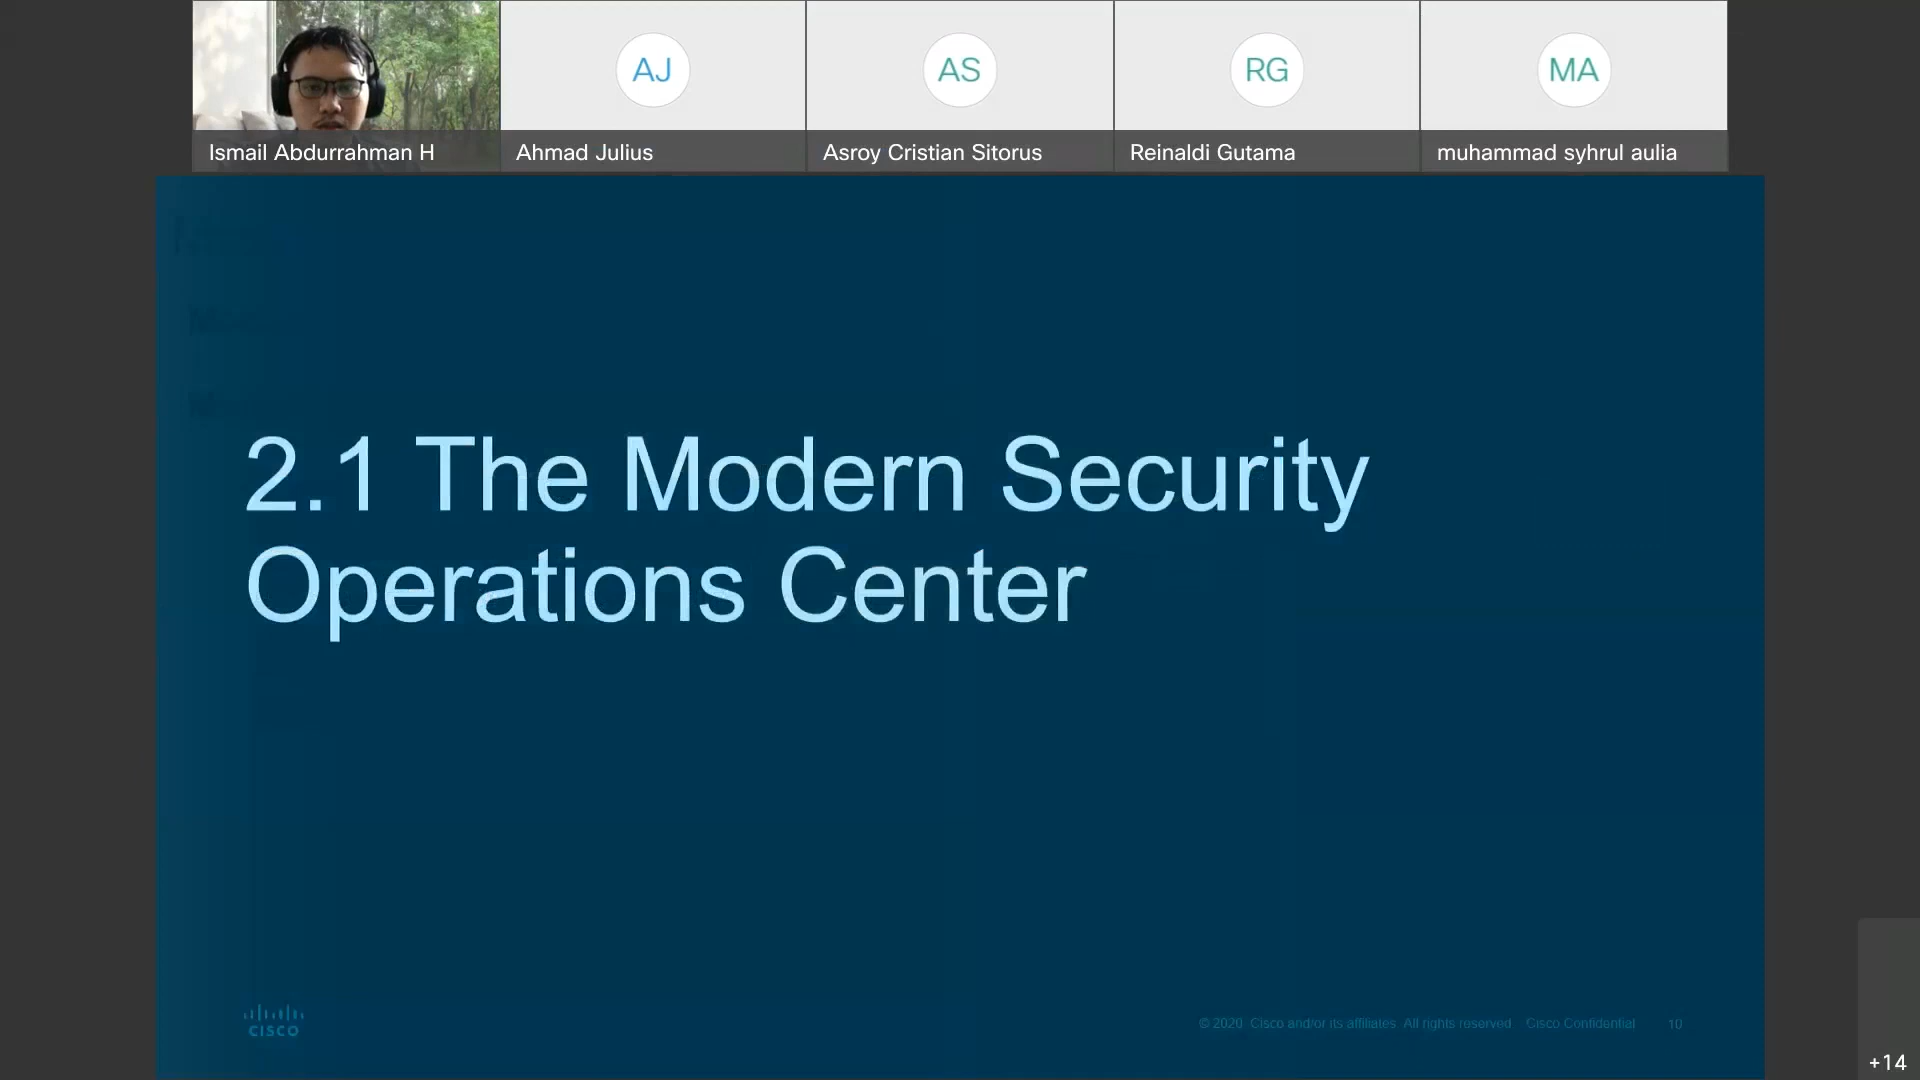 AJ
AS
RG
MA
Ismail Abdurrahman H
Ahmad Julius
Asroy Cristian Sitorus
Reinaldi Gutama
muhammad syhrul aulia
2.1 The Modern Security
Operations Center
CISCO
© 2020 Cisco and/or its affiliates All rights reserved Cisco Confidential
10
+14